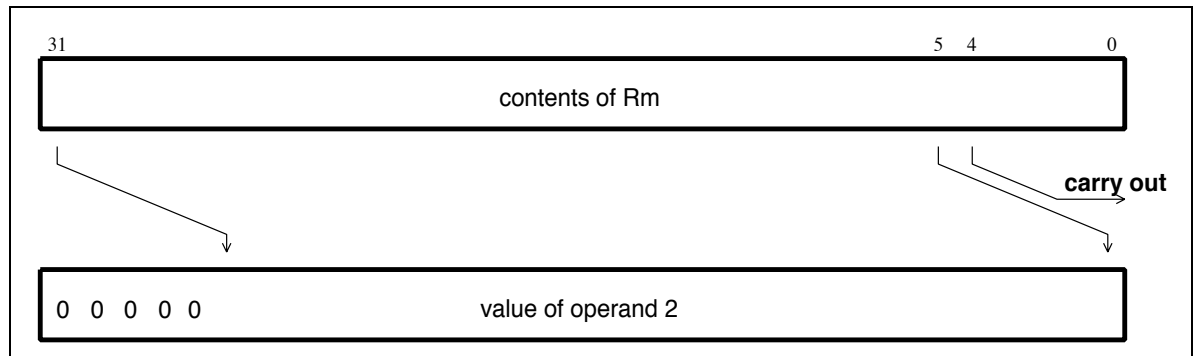 31 5 4 0
contents of Rm
carry out
0 0 0 0 0 value of operand 2